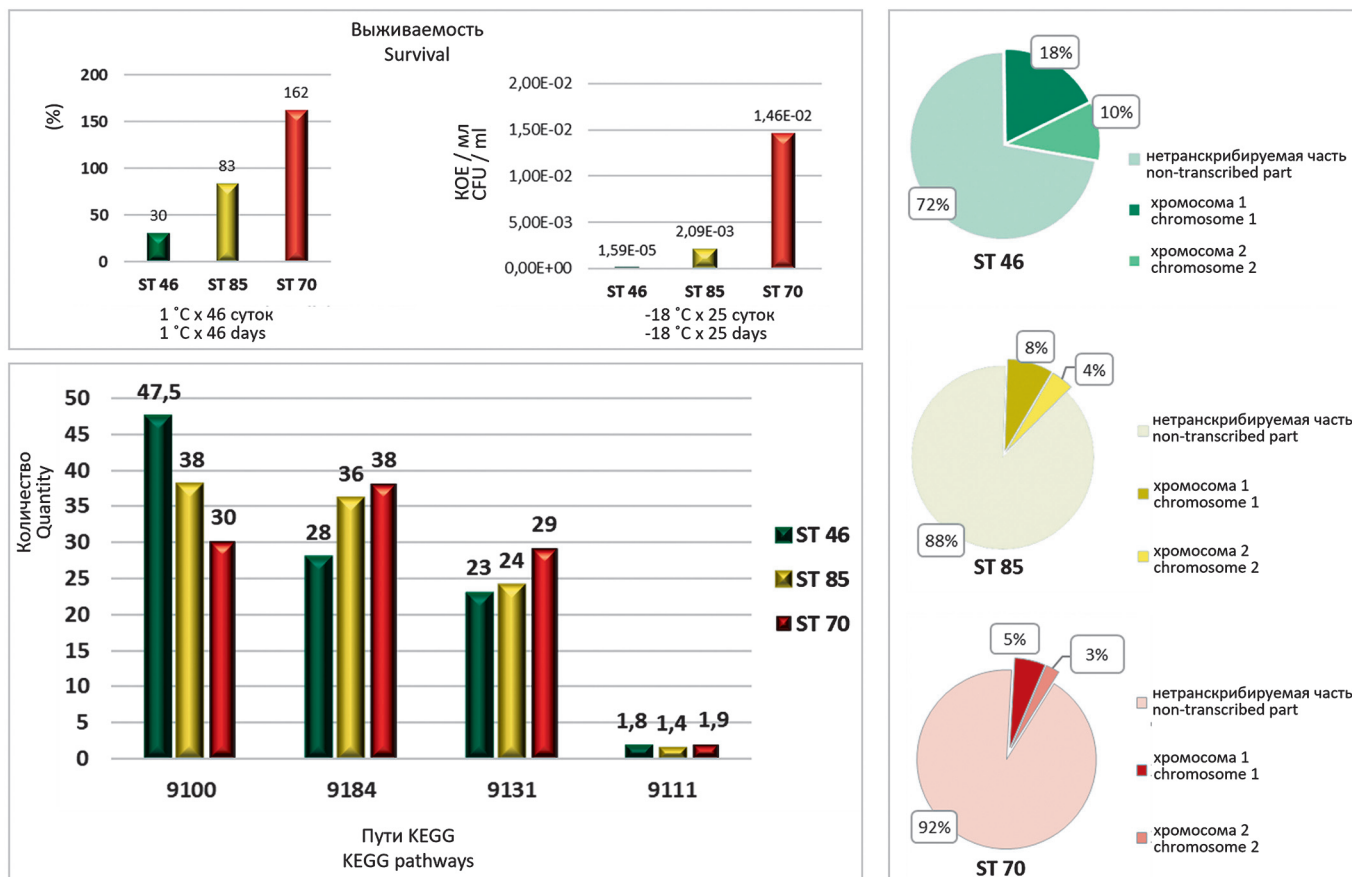 Выживаемость
Survival
(%)
200
150
100
50
0
30
83
162
ST 46
ST 85
ST 70
1 ˚C x 46 суток
1 ˚C x 46 days
КОЕ / мл
CFU / ml
2,00E-02
1,50E-02
1,00E-02
5,00E-03
0,00E+00
1,59E-05
2,09E-03
1,46E-02
ST 46
ST 85
ST 70
-18 ˚C x 25 суток
-18 ˚C x 25 days
Количество
Quantity
50
45
40
35
30
25
20
15
10
5
0
47,5
38
30
28
36
38
23
24
29
1,8
1,4
1,9
9100
9184
9131
9111
Пути KEGG
KEGG pathways
ST 46
ST 85
ST 70
18%
10%
72%
ST 46
нетранскрибируемая часть
non-transcribed part
хромосома 1
chromosome 1
хромосома 2
chromosome 2
8%
4%
88%
ST 85
нетранскрибируемая часть
non-transcribed part
хромосома 1
chromosome 1
хромосома 2
chromosome 2
5%
3%
92%
ST 70
нетранскрибируемая часть
non-transcribed part
хромосома 1
chromosome 1
хромосома 2
chromosome 2